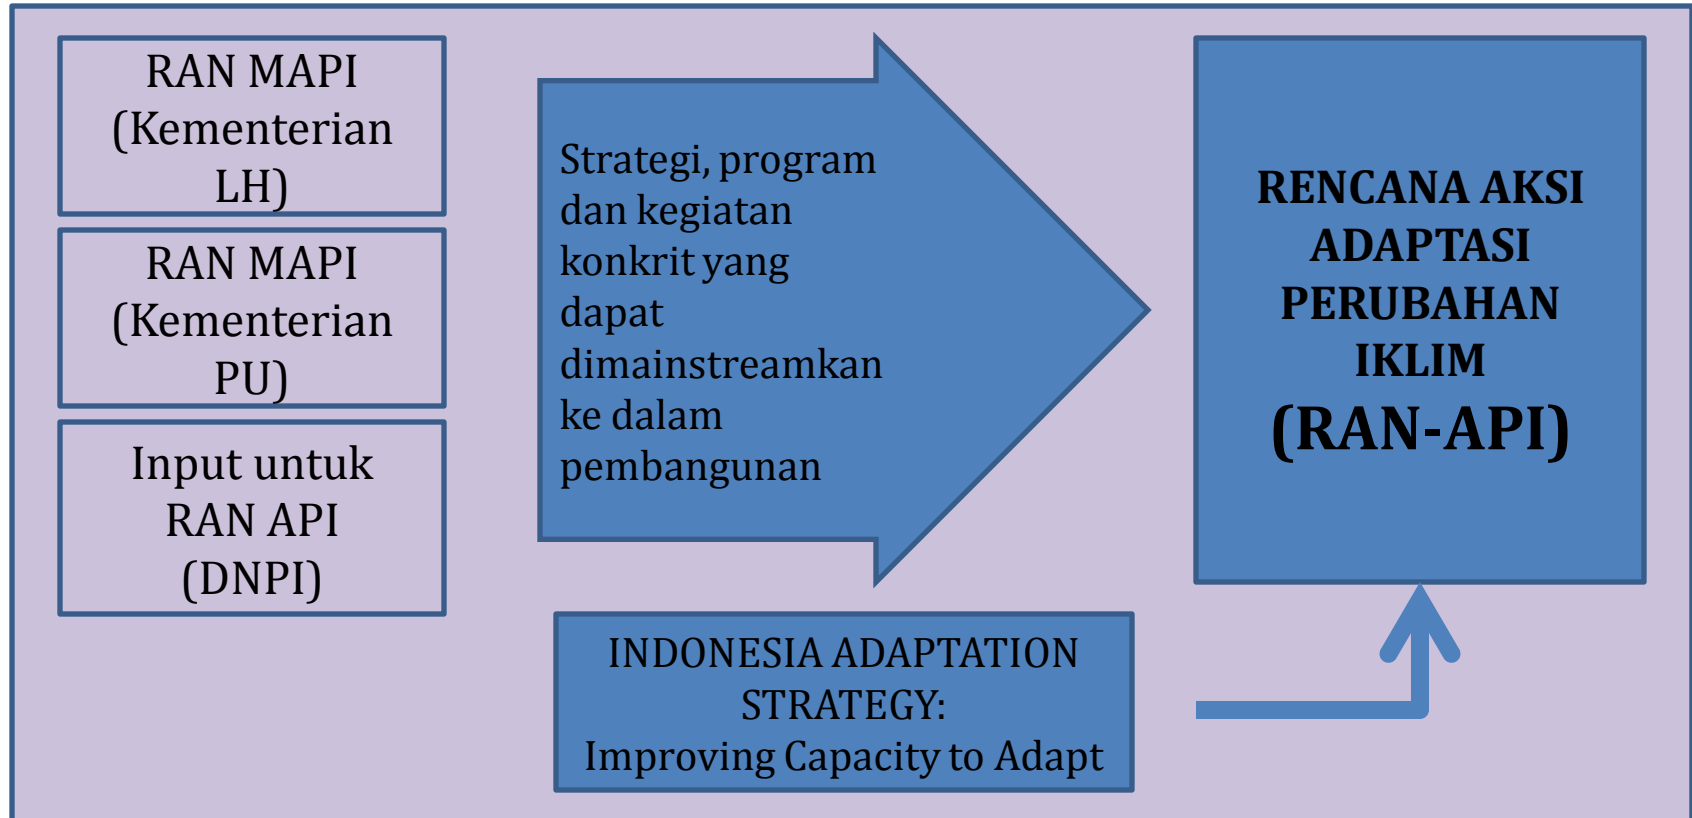 RAN MAPI
(Kementerian
LH)
RAN MAPI
(Kementerian
PU)
Input untuk
RAN API
(DNPI)
Strategi, program
dan kegiatan
konkrit yang
dapat
dimainstreamkan
ke dalam
pembangunan
INDONESIA ADAPTATION
STRATEGY:
Improving Capacity to Adapt
RENCANA AKSI
ADAPTASI
PERUBAHAN
IKLIM
(RAN-API)